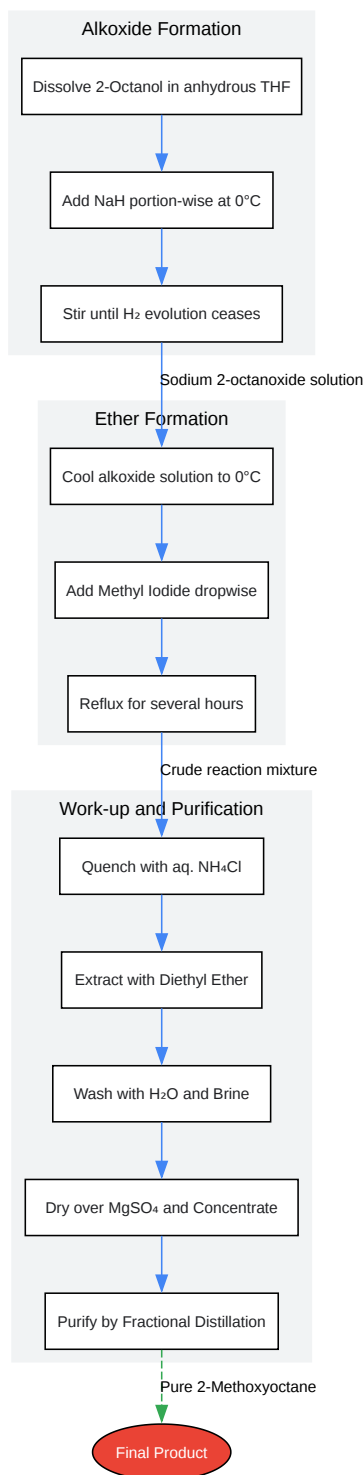 Alkoxide Formation
Dissolve 2-Octanol in anhydrous THF
Add NaH portion-wise at 0°C
Stir until H₂ evolution ceases
Sodium 2-octanoxide solution
Ether Formation
Cool alkoxide solution to 0°C
Add Methyl Iodide dropwise
Reflux for several hours
Crude reaction mixture
Work-up and Purification
Quench with aq. NH₄Cl
Extract with Diethyl Ether
Wash with H₂O and Brine
Dry over MgSO₄ and Concentrate
Purify by Fractional Distillation
Pure 2-Methoxyoctane
Final Product